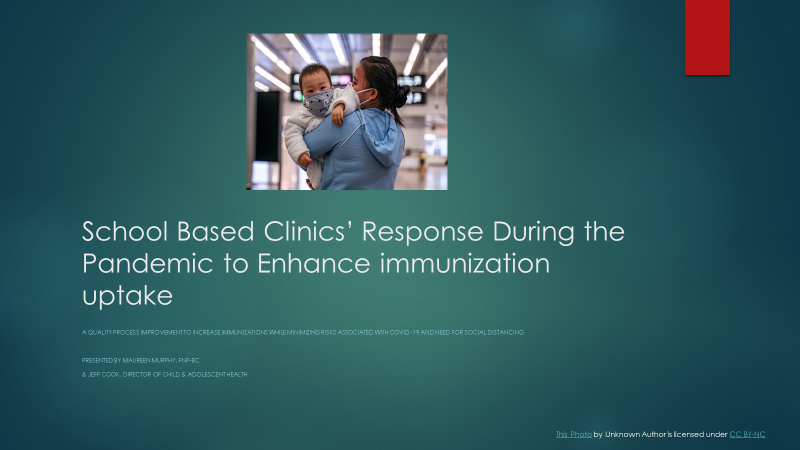 School Based Clinics’ Response During the
Pandemic to Enhance immunization
uptake
A QUALITY PROCESS IMPROVEMENT TO INCREASE IMMUNIZATIONS WHILE MINIMIZING RISKS ASSOCIATED WITH COVID -19 AND NEED FOR SOCIAL DISTANCING
PRESENTED BY MAUREEN MURPHY, FNP-BC
& JEFF COOK, DIRECTOR OF CHILD & ADOLESCENT HEALTH
This Photo by Unknown Author is licensed under CC BY-NC